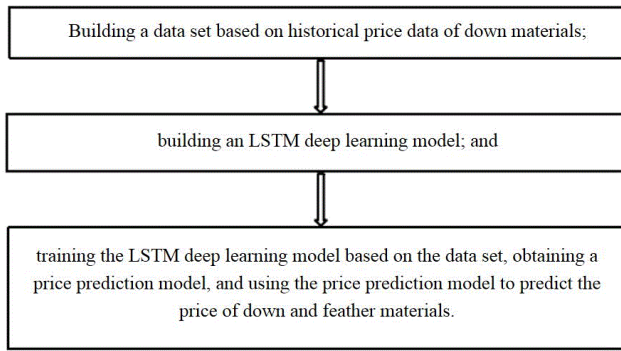 Building a data set based on historical price data of down materials;
building an LSTM deep learning model; and
training the LSTM deep learning model based on the data set, obtaining a
price prediction model, and using the price prediction model to predict the
price of down and feather materials.